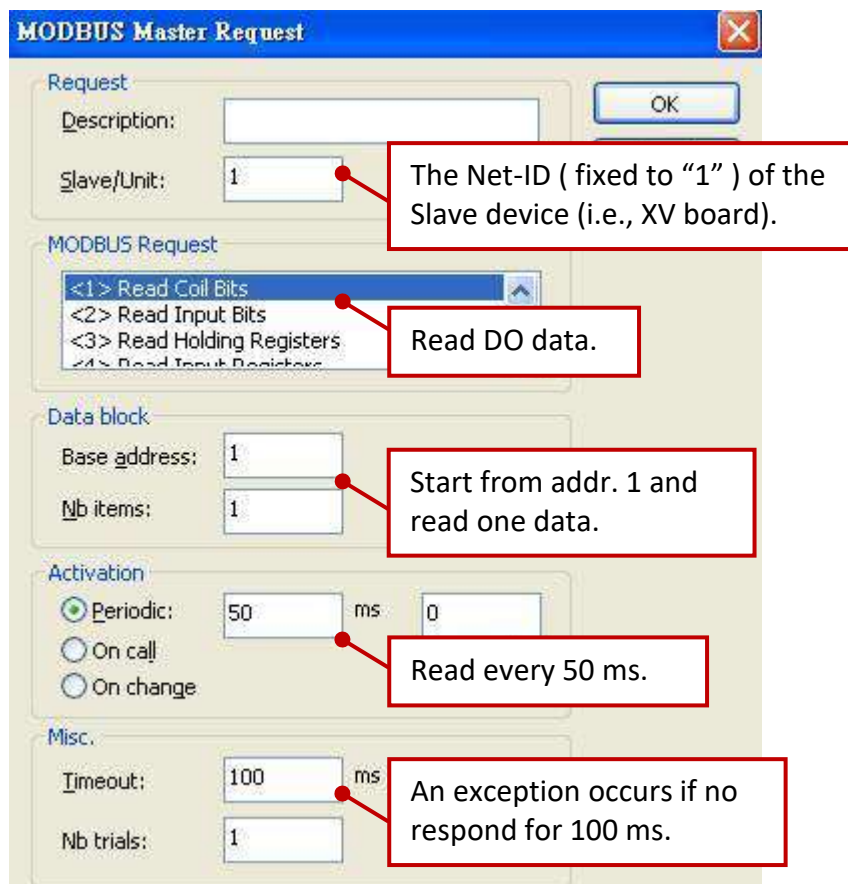 MODBUS Master Request
Request
OK
Description:
Slave/Unit:
1
The Net-ID ( fixed to “1” ) of the
Slave device (i.e., XV board).
MODBUS Request
<1> Read Coil Bits
<2> Read Input Bits
<3> Read Holding Registers
<4> Read Input Registers
Read DO data.
Data block
Base address:
1
Nb items:
1
Start from addr. 1 and
read one data.
Activation
Periodic:
50
ms
0
On call
On change
Read every 50 ms.
Misc.
Timeout:
100
ms
Nb trials:
1
An exception occurs if no
respond for 100 ms.